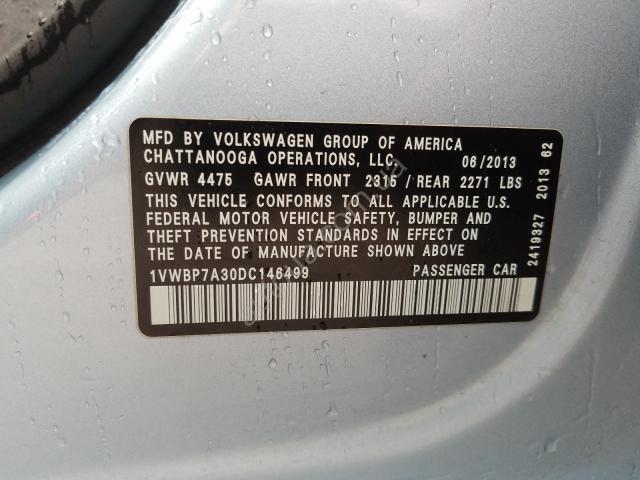 MFD BY VOLKSWAGEN GROUP OF AMERICA
CHATTANOOGA OPERATIONS, LLC. 06/2013
GVWR 4475 GAWR FRONT 2315 / REAR 2271 LBS
THIS VEHICLE CONFORMS TO ALL APPLICABLE U.S.
FEDERAL MOTOR VEHICLE SAFETY, BUMPER AND
THEFT PREVENTION STANDARDS IN EFFECT ON
THE DATE OF MANUFACTURE SHOWN ABOVE
1VWBP7A30DC146499 PASSENGER CAR
2419327 2013 62